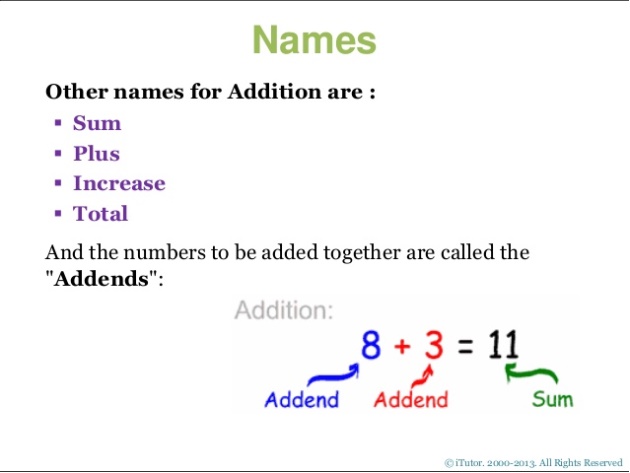 Names
Other names for Addition are :
▪ Sum
▪ Plus
▪ Increase
▪ Total
And the numbers to be added together are called the
"Addends":
Addition:
8 + 3 = 11
Addend Addend Sum
© iTutor. 2000-2013. All Rights Reserved